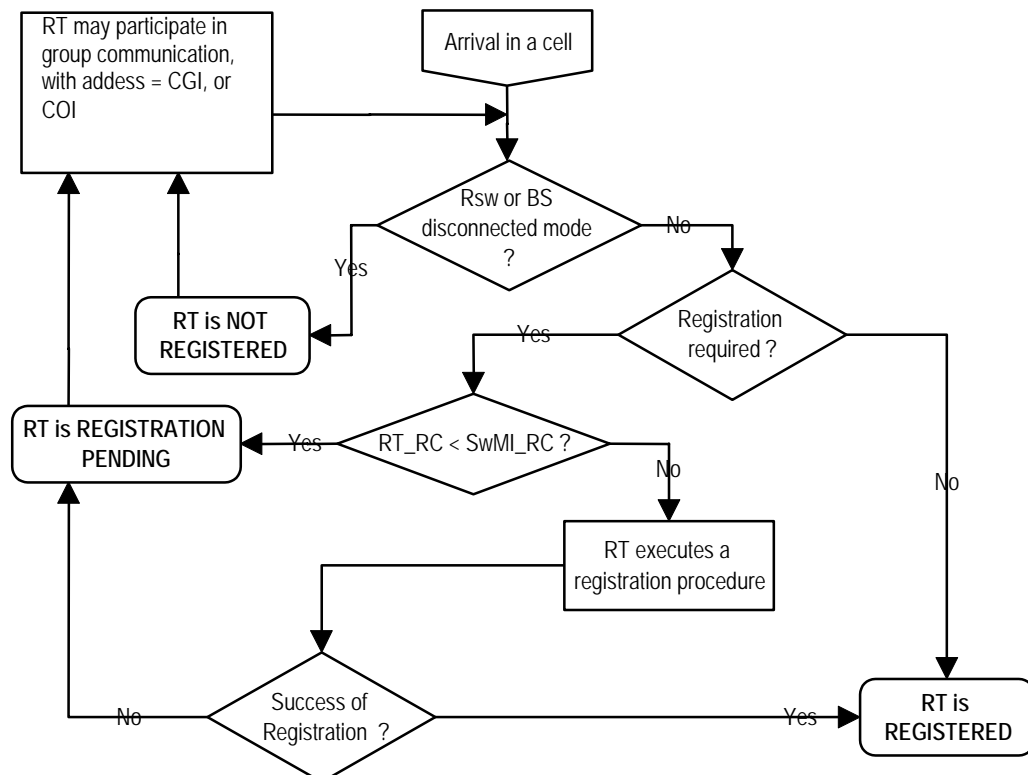 RT may participate in
group communication,
with addess = CGI, or
COI
Arrival in a cell
Rsw or BS
disconnected mode
?
No
Yes
RT is NOT
REGISTERED
Registration
required ?
Yes
No
RT is REGISTRATION
PENDING
Yes
RT_RC < SwMI_RC ?
No
RT executes a
registration procedure
Success of
Registration ?
No
Yes
RT is
REGISTERED